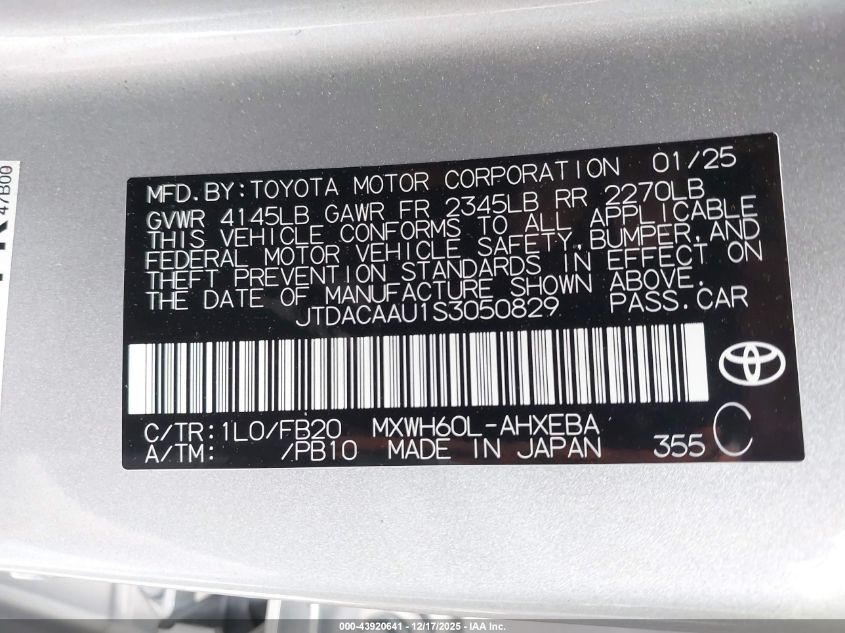 MFD.BY:TOYOTA MOTOR CORPORATION 01/25
GVWR 4145LB GAWR FR 2345LB RR 2270LB
THIS VEHICLE CONFORMS TO ALL APPLICABLE
FEDERAL MOTOR VEHICLE SAFETY,BUMPER,AND
THEFT PREVENTION STANDARDS IN EFFECT ON
THE DATE OF MANUFACTURE SHOWN ABOVE.
JTDACAAU1S3050829 PASS.CAR
C/TR:1L0/FB20 MXWH60L-AHXEBA
A/TM: /PB10 MADE IN JAPAN 355
47B00
000-43920641 - 12/17/2025 - IAA Inc.